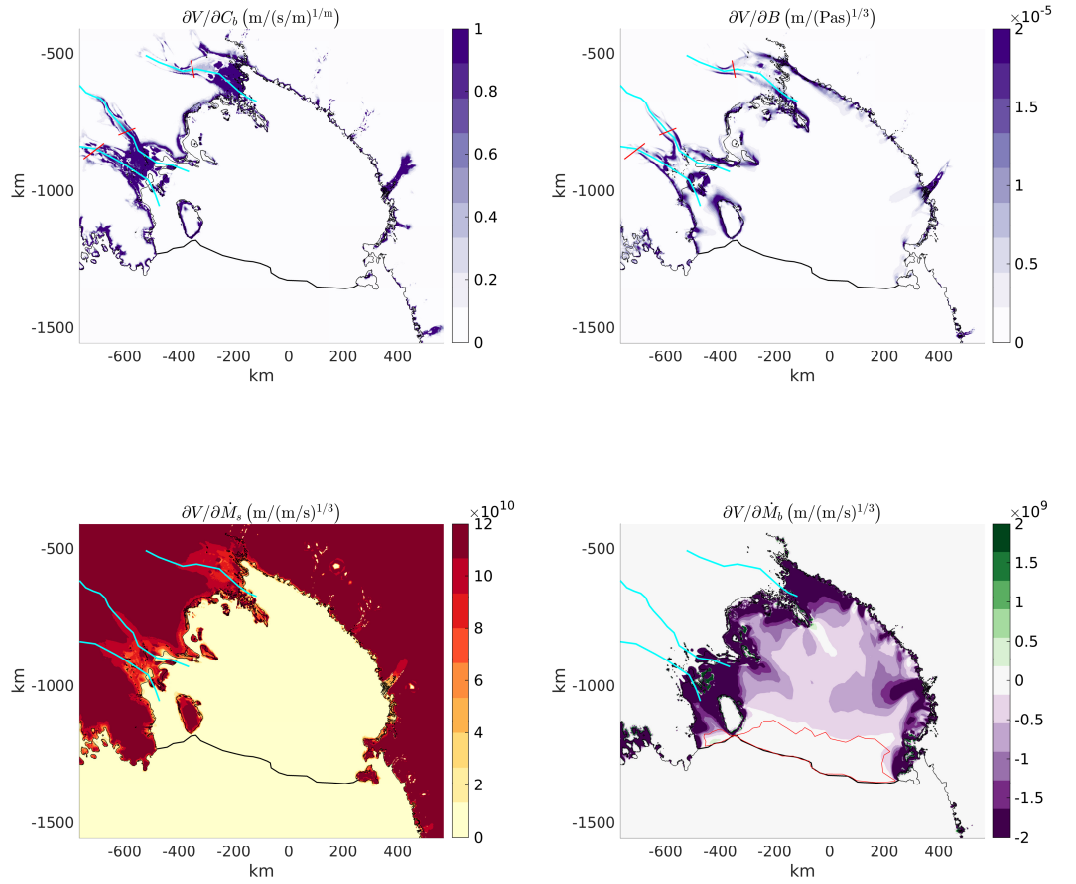 ∂V/∂C_b (m/(s/m)^{1/m})
1
0.8
0.6
0.4
0.2
0
-500
-1000
-1500
km
-600 -400 -200 0 200 400
km
∂V/∂B (m/(Pas)^{1/3})
×10^{-5}
2
1.5
1
0.5
0
-500
-1000
-1500
km
-600 -400 -200 0 200 400
km
∂V/∂Ṁ_s (m/(m/s)^{1/3})
×10^{10}
12
10
8
6
4
2
0
-500
-1000
-1500
km
-600 -400 -200 0 200 400
km
∂V/∂Ṁ_b (m/(m/s)^{1/3})
×10^9
2
1.5
1
0.5
0
-0.5
-1
-1.5
-2
-500
-1000
-1500
km
-600 -400 -200 0 200 400
km